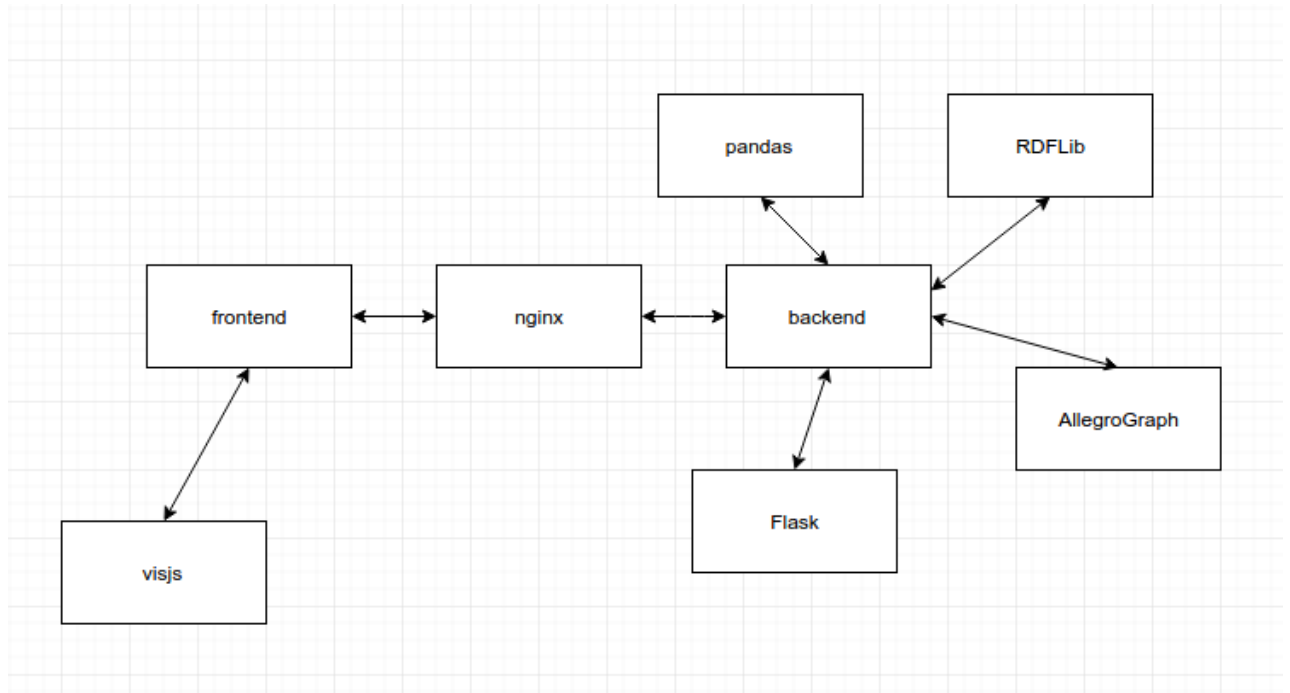 pandas
RDFLib
frontend
nginx
backend
AllegroGraph
Flask
visjs